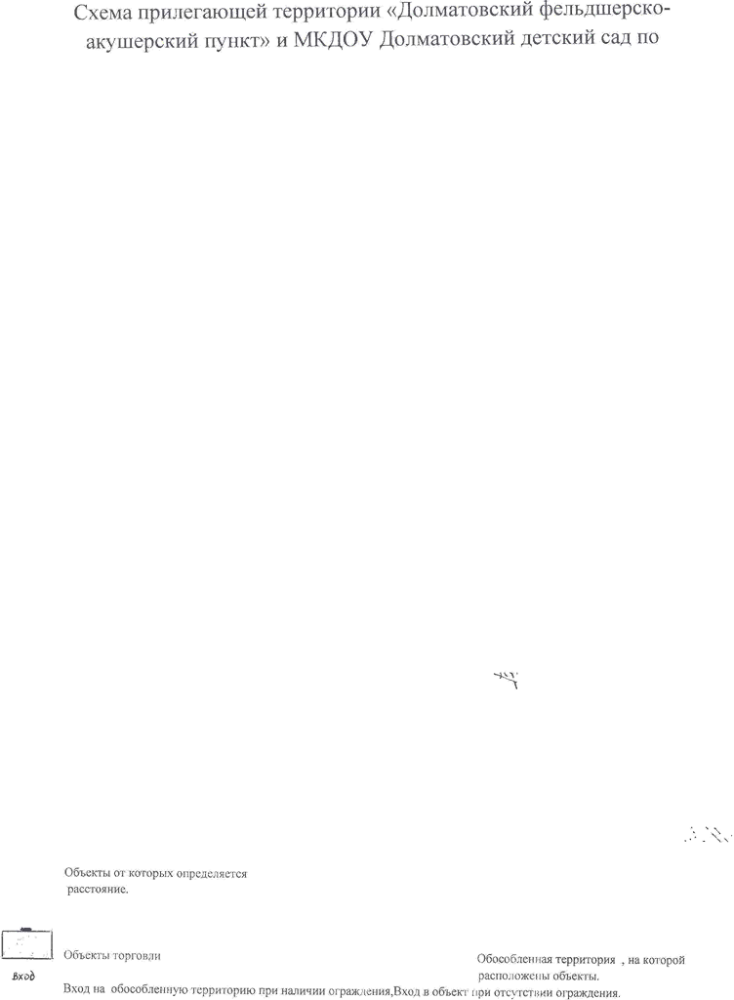 Схема прилегающей территории «Долматовский фельдшерско-
акушерский пункт» и МКДОУ Долматовский детский сад по
Объекты от которых определяется
расстояние.
Объекты торговли
Обособленная территория , на которой
расположены объекты.
Вход
Вход на обособленную территорию при наличии ограждения,Вход в объект при отсутствии ограждения.